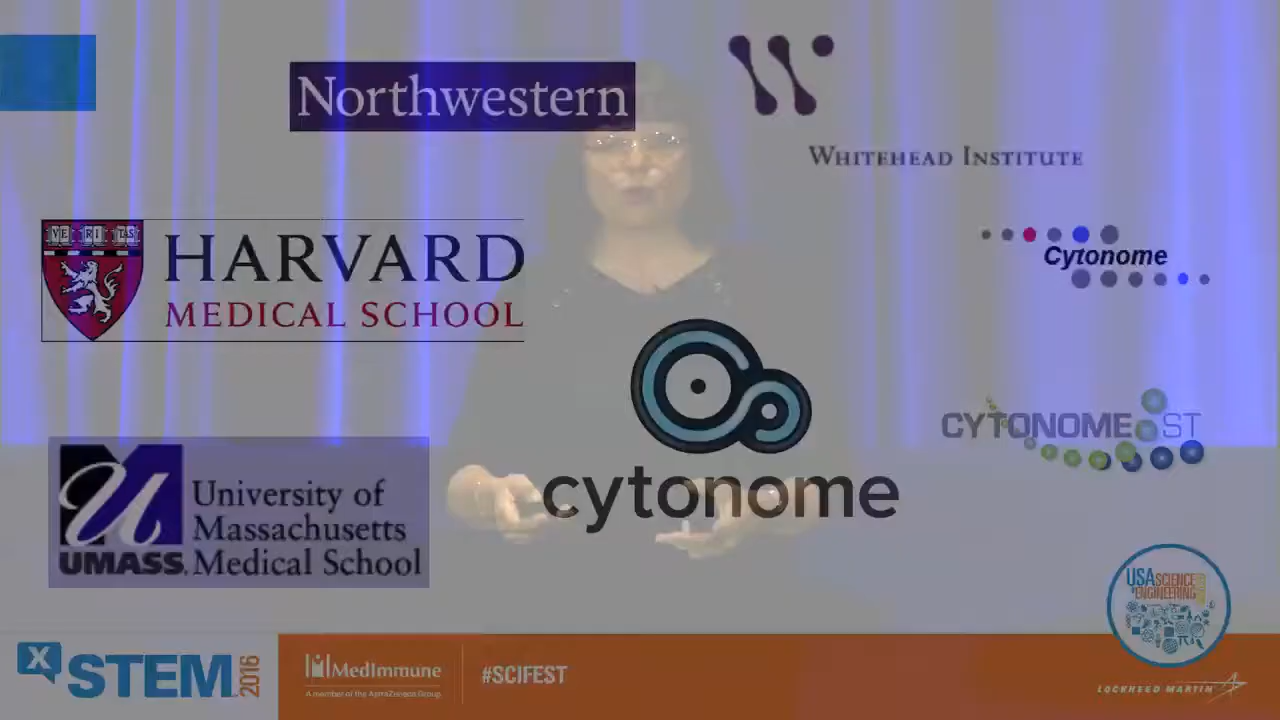 Northwestern
WHITEHEAD INSTITUTE
VE RI TAS
HARVARD
MEDICAL SCHOOL
Cytonome
cytonome
CYTONOME ST
University of
Massachusetts
Medical School
UMASS
USA SCIENCE
& ENGINEERING
X STEM 2016
MedImmune
A member of the AstraZeneca Group
#SCIFEST
LOCKHEED MARTIN